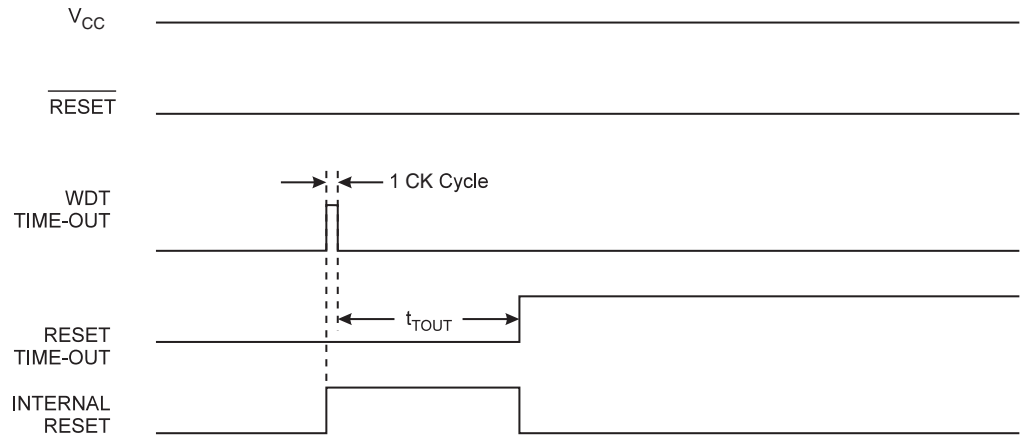 VCC
RESET
1 CK Cycle
WDT
TIME-OUT
tTOUT
RESET
TIME-OUT
INTERNAL
RESET